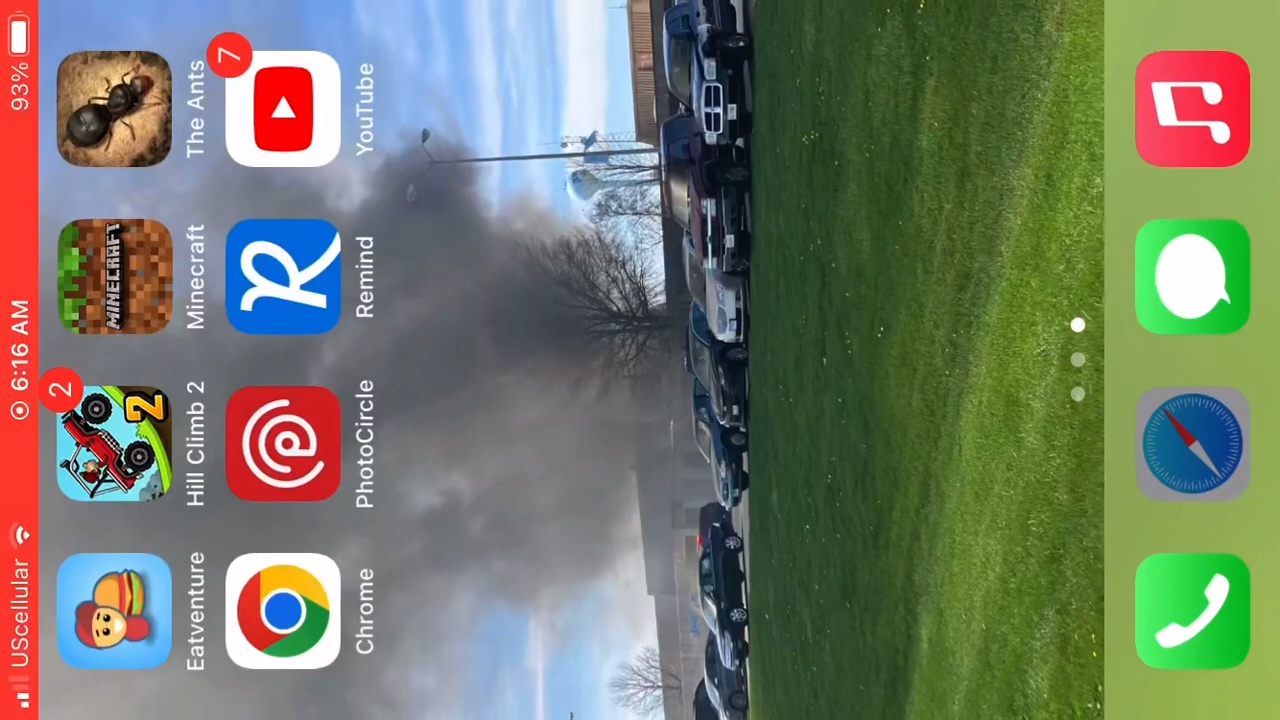 UScellular 6:16 AM 93%
2
7
2
MINECRAFT
Eatventure Hill Climb 2 Minecraft The Ants
Chrome PhotoCircle Remind YouTube